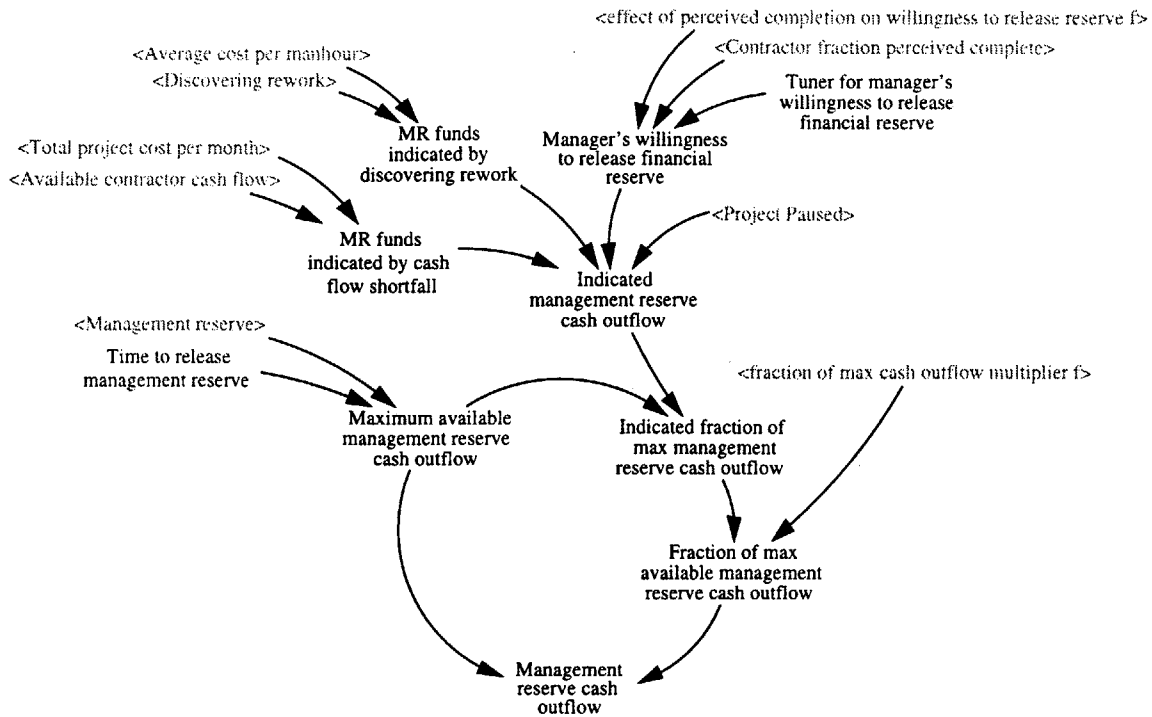 <effect of perceived completion on willingness to release reserve f>
<Average cost per manhour>
<Contractor fraction perceived complete>
<Discovering rework>
Tuner for manager's
willingness to release
financial reserve
MR funds
indicated by
discovering rework
Manager's willingness
to release financial
reserve
<Total project cost per month>
<Available contractor cash flow>
<Project Paused>
MR funds
indicated by cash
flow shortfall
Indicated
management reserve
cash outflow
<Management reserve>
Time to release
management reserve
<fraction of max cash outflow multiplier f>
Maximum available
management reserve
cash outflow
Indicated fraction of
max management
reserve cash outflow
Fraction of max
available management
reserve cash outflow
Management
reserve cash
outflow